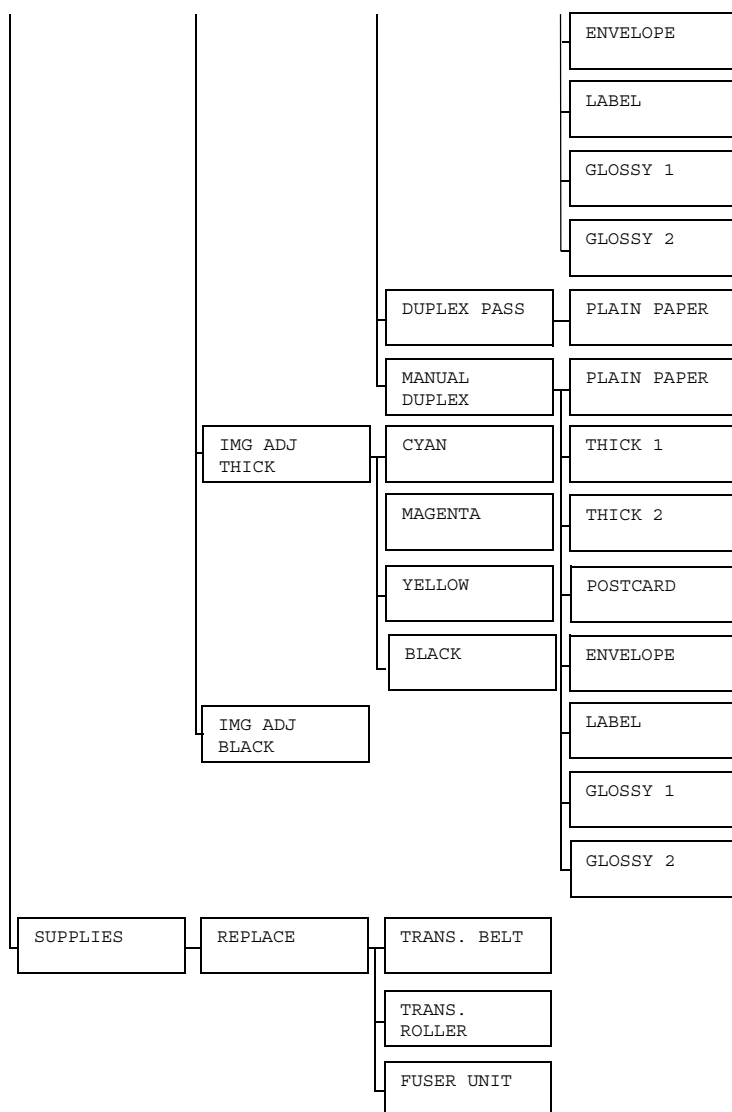 ENVELOPE
LABEL
GLOSSY 1
GLOSSY 2
DUPLEX PASS
PLAIN PAPER
MANUAL
DUPLEX
PLAIN PAPER
IMG ADJ
THICK
CYAN
THICK 1
MAGENTA
THICK 2
YELLOW
POSTCARD
BLACK
ENVELOPE
IMG ADJ
BLACK
LABEL
GLOSSY 1
GLOSSY 2
SUPPLIES
REPLACE
TRANS. BELT
TRANS.
ROLLER
FUSER UNIT